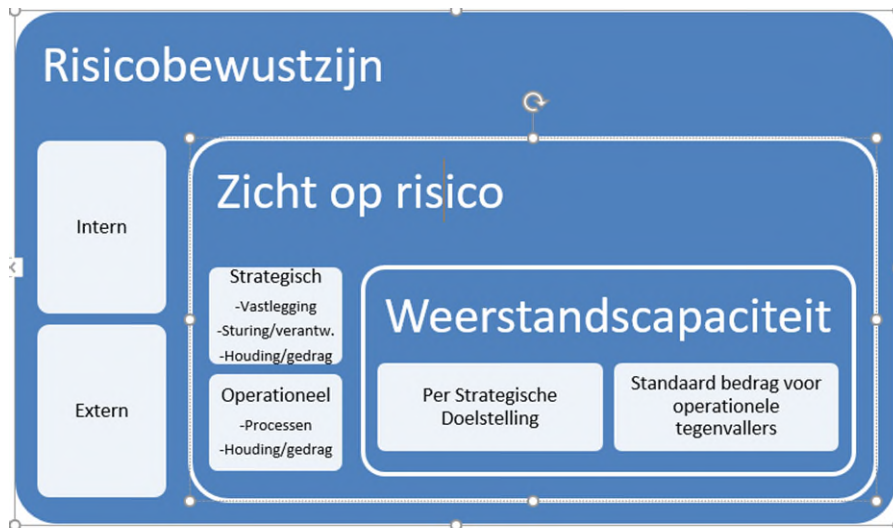 Risicobewustzijn
Intern
Extern
Zicht op risico
Strategisch
-Vastlegging
-Sturing/verantw.
-Houding/gedrag
Operationeel
-Processen
-Houding/gedrag
Weerstandscapaciteit
Per Strategische
Doelstelling
Standaard bedrag voor
operationele
tegenvallers